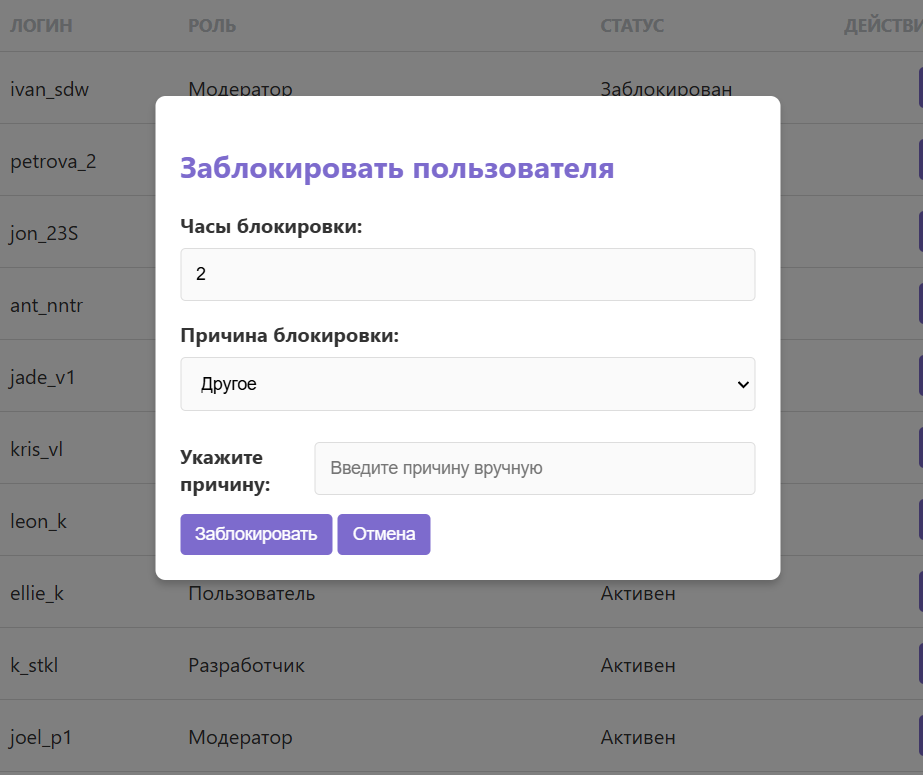 ЛОГИН РОЛЬ СТАТУС ДЕЙСТВИ
ivan_sdw Модератор Заблокирован
petrova_2
jon_23S
ant_nntr
jade_v1
kris_vl
leon_k
Заблокировать пользователя
Часы блокировки:
2
Причина блокировки:
Другое
Укажите
причину:
Введите причину вручную
Заблокировать Отмена
ellie_k Пользователь Активен
k_stkl Разработчик Активен
joel_p1 Модератор Активен